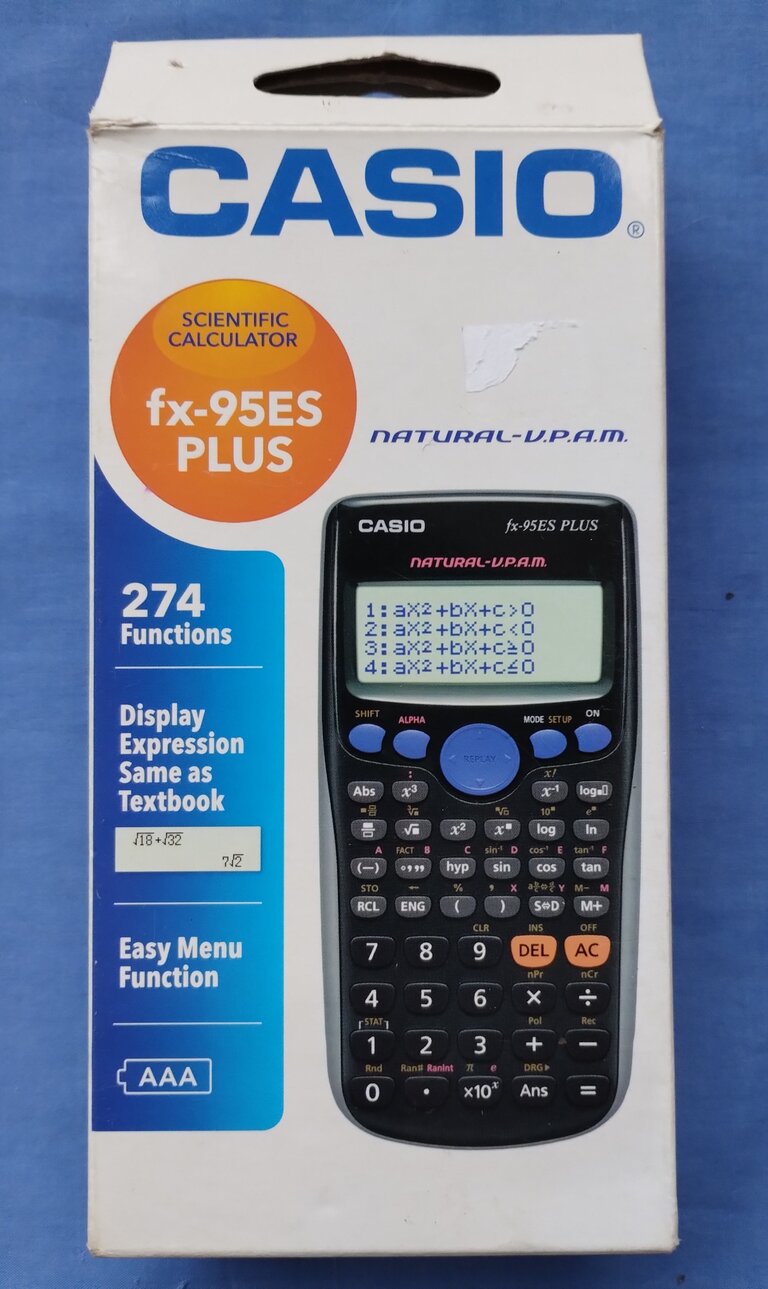 CASIO®
SCIENTIFIC
CALCULATOR
fx-95ES
PLUS
NATURAL-V.P.A.M.
274
Functions
Display
Expression
Same as
Textbook
√18+√32
7√2
Easy Menu
Function
AAA
CASIO fx-95ES PLUS
NATURAL-V.P.A.M.
1:aX²+bX+c>0
2:aX²+bX+c<0
3:aX²+bX+c≧0
4:aX²+bX+c≦0
SHIFT ALPHA MODE SETUP ON
REPLAY
: x!
Abs x³ x⁻¹ log
³√ 10 e
√ x² x log ln
A FACT B C sin⁻¹ D cos⁻¹ E tan⁻¹ F
(−) hyp sin cos tan
STO ← % , X Y M− M
RCL ENG ( ) S⇔D M+
CLR INS OFF
7 8 9 DEL AC
nPr nCr
4 5 6 × ÷
STAT Pol Rec
1 2 3 + −
Rnd Ran# RanInt π e DRG▶
0 • ×10ˣ Ans =